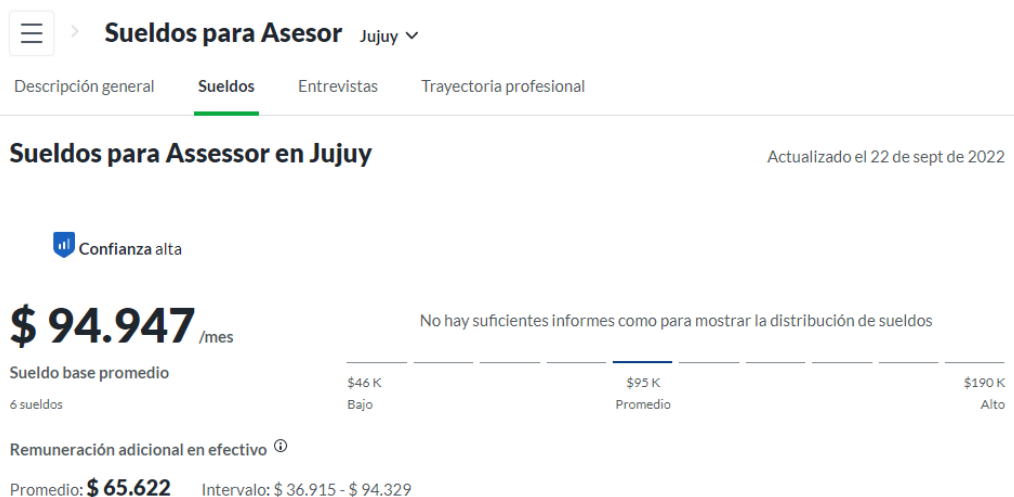 Sueldos para Asesor Jujuy
Descripción general Sueldos Entrevistas Trayectoria profesional
Sueldos para Assessor en Jujuy
Actualizado el 22 de sept de 2022
Confianza alta
$ 94.947 /mes
Sueldo base promedio
6 sueldos
No hay suficientes informes como para mostrar la distribución de sueldos
$46 K $95 K $190 K
Bajo Promedio Alto
Remuneración adicional en efectivo
Promedio: $ 65.622 Intervalo: $ 36.915 - $ 94.329